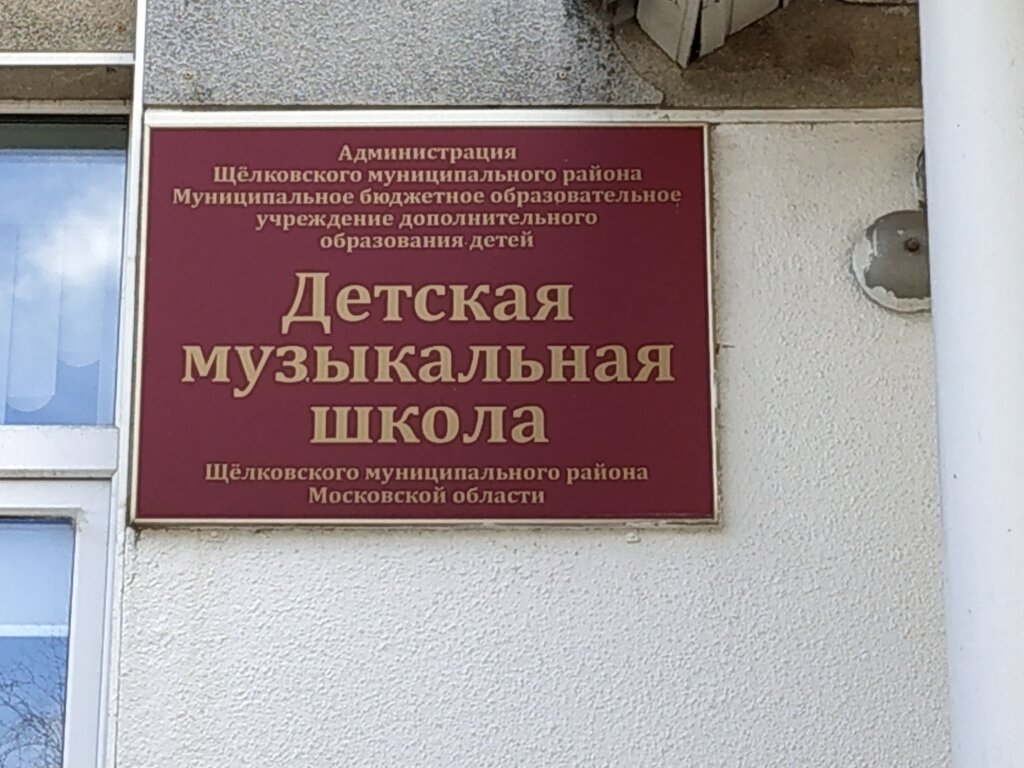 Администрация
Щёлковского муниципального района
Муниципальное бюджетное образовательное
учреждение дополнительного
образования детей
Детская
музыкальная
школа
Щёлковского муниципального района
Московской области